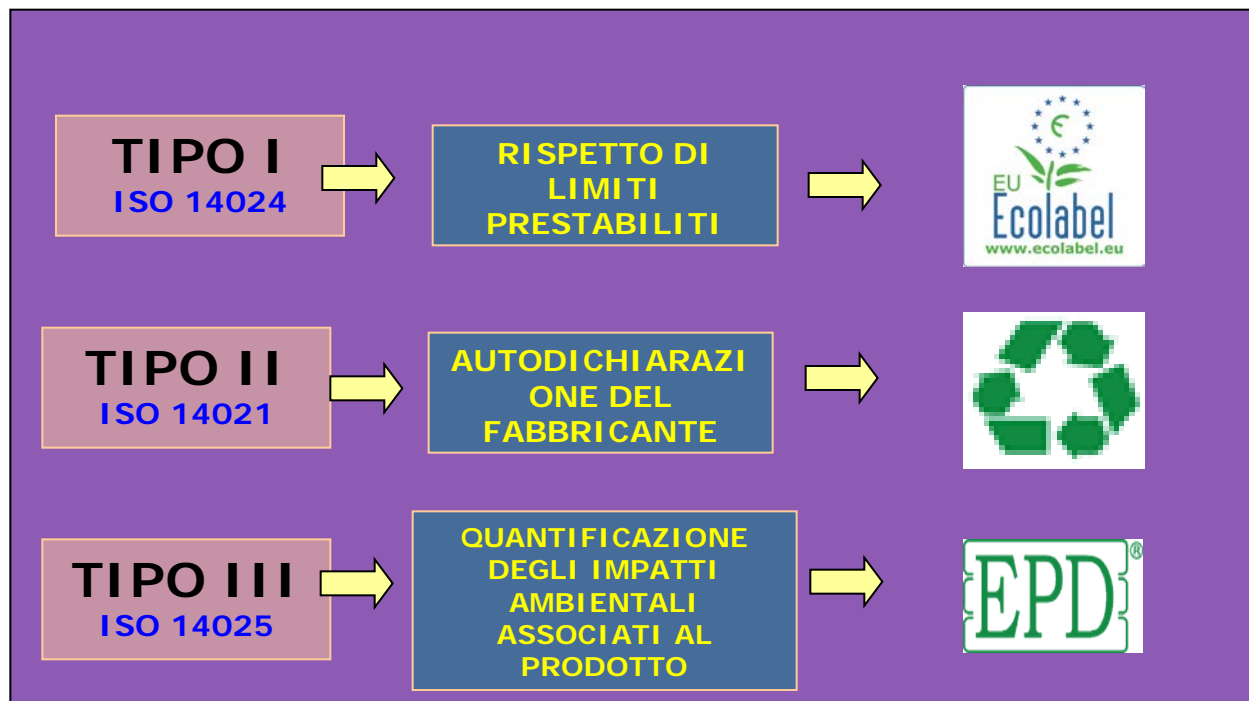 TIPO I
ISO 14024
RISPETTO DI
LIMITI
PRESTABILITI
EU
Ecolabel
www.ecolabel.eu
TIPO II
ISO 14021
AUTODICHIARAZI
ONE DEL
FABBRICANTE
TIPO III
ISO 14025
QUANTIFICAZIONE
DEGLI IMPATTI
AMBIENTALI
ASSOCIATI AL
PRODOTTO
EPD®